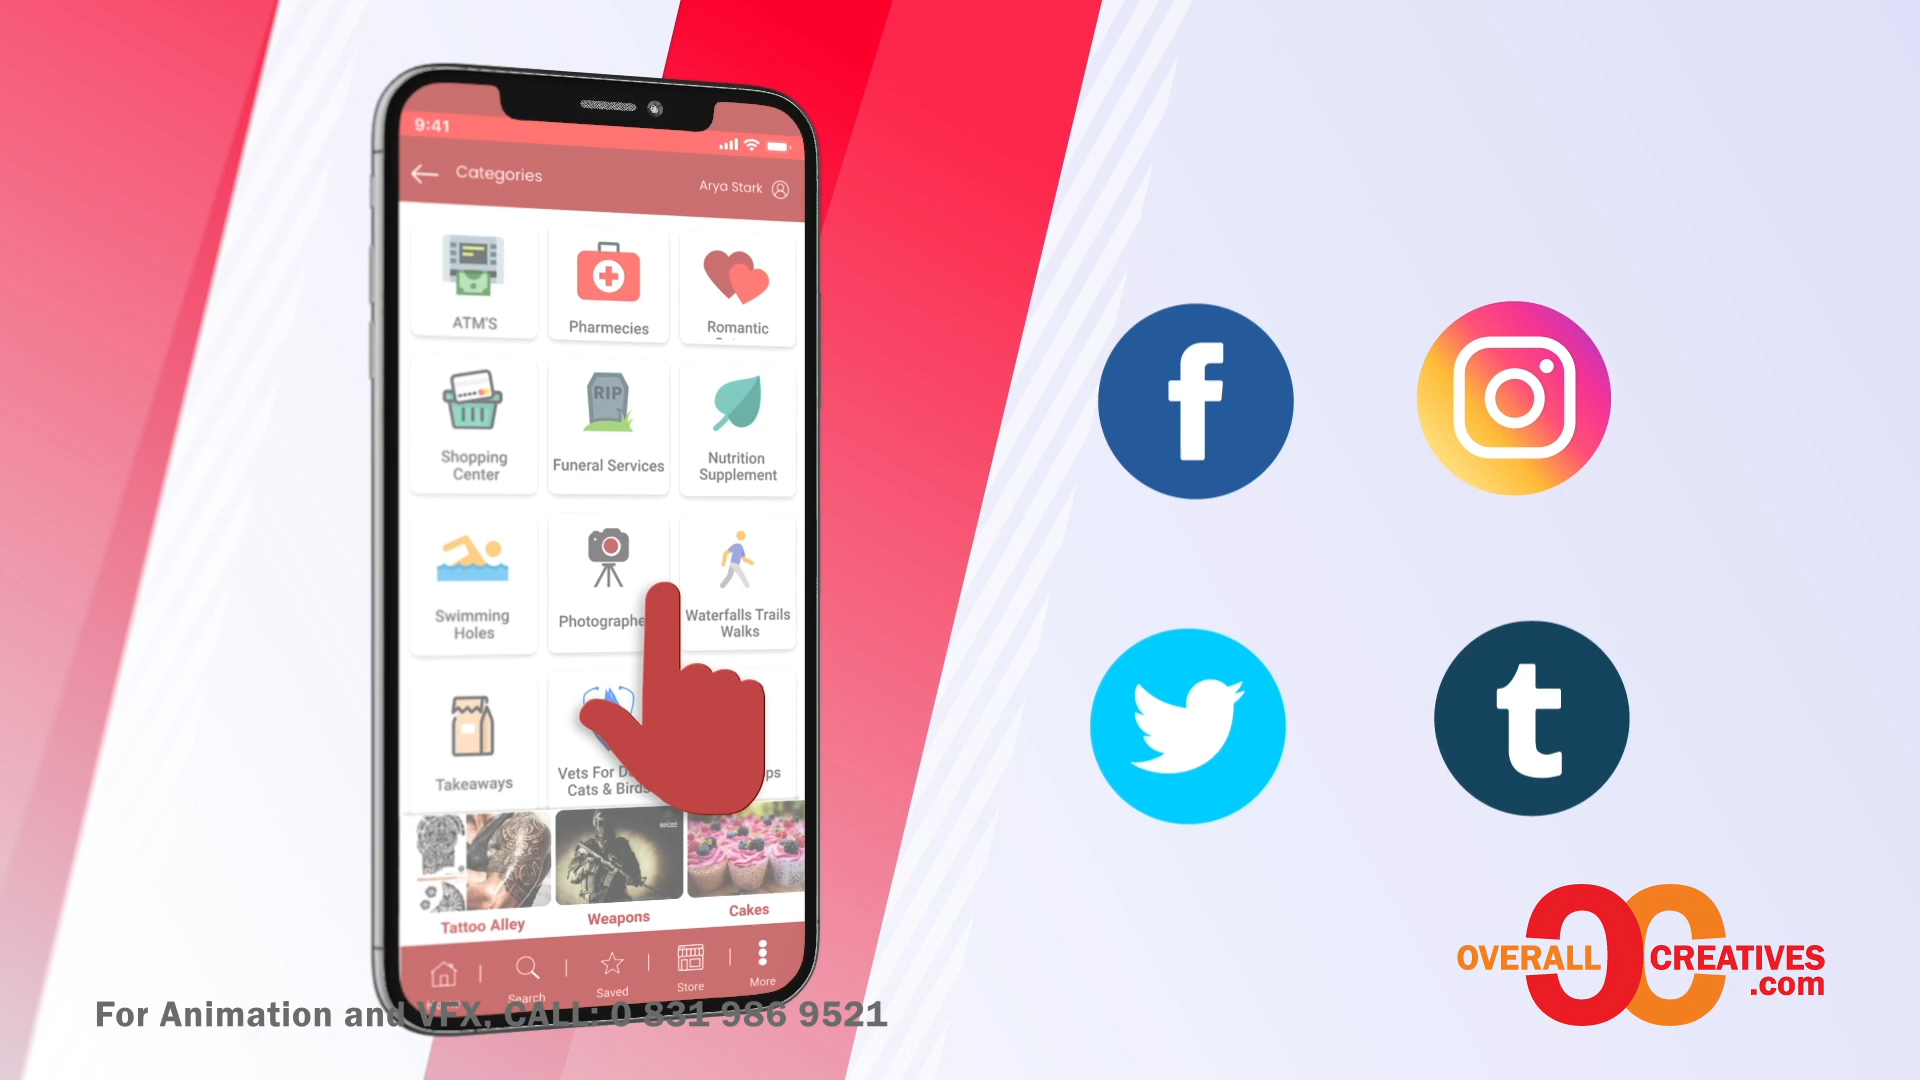 9:41
Categories
Arya Stark
ATM'S
Pharmecies
Romantic
Shopping
Center
RIP
Funeral Services
Nutrition
Supplement
Swimming
Holes
Photographe
Waterfalls Trails
Walks
Takeaways
Vets For D
Cats & Birds
ps
Tattoo Alley
Weapons
Cakes
Search
Saved
Store
More
For Animation and VFX, CALL: 0 831 986 9521
f
t
OVERALL CREATIVES
.com